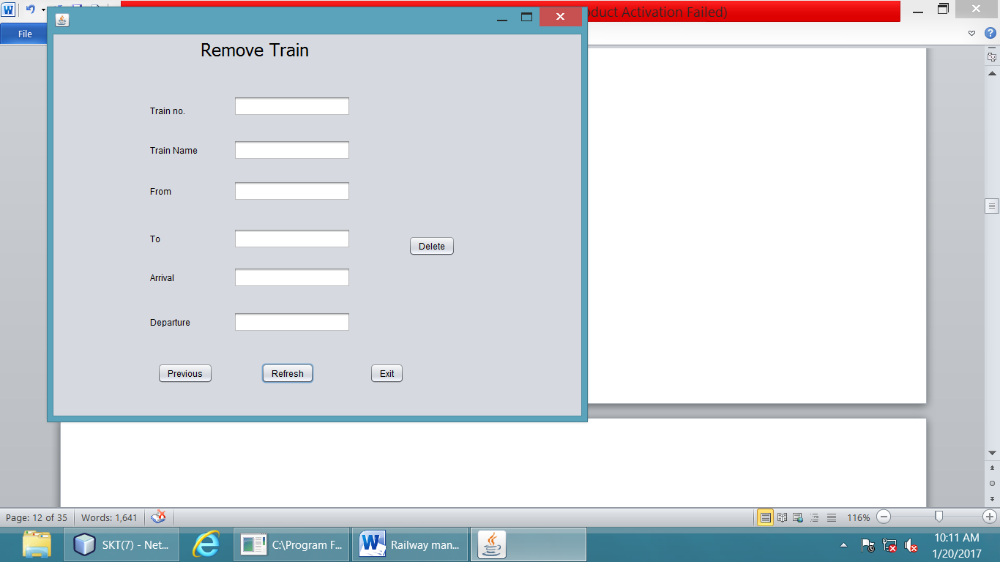 duct Activation Failed)
File
Remove Train
Train no.
Train Name
From
To
Delete
Arrival
Departure
Previous
Refresh
Exit
Page: 12 of 35
Words: 1,641
116%
SKT(7) - Net...
C:\Program F...
Railway man...
10:11 AM
1/20/2017